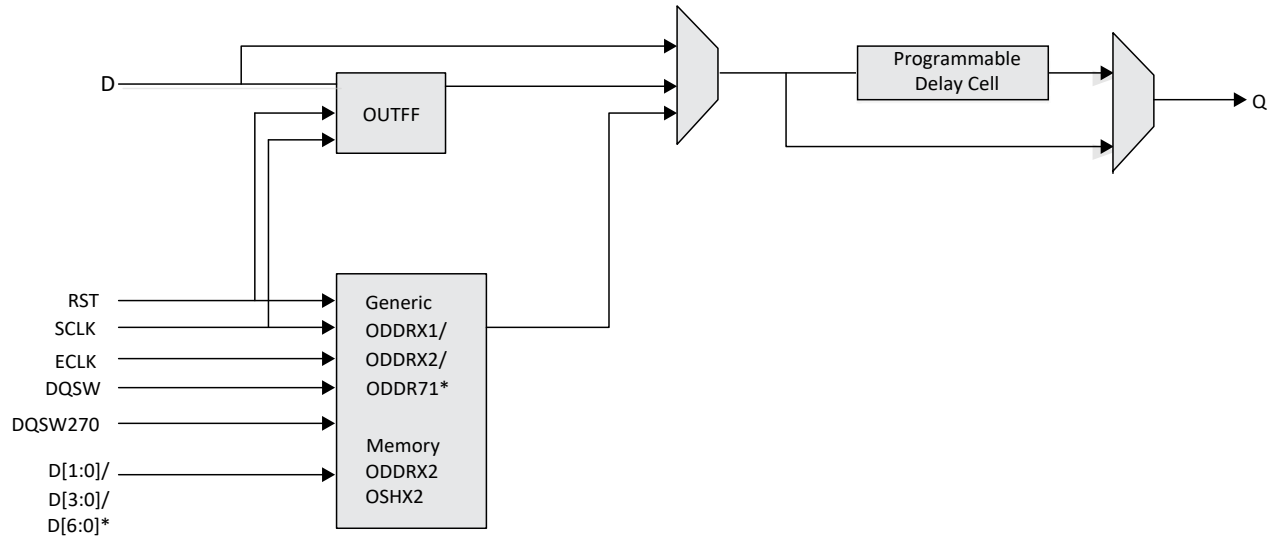 D
OUTFF
Programmable
Delay Cell
Q
RST
SCLK
ECLK
DQSW
DQSW270
D[1:0]/
D[3:0]/
D[6:0]*
Generic
ODDRX1/
ODDRX2/
ODDR71*
Memory
ODDRX2
OSHX2